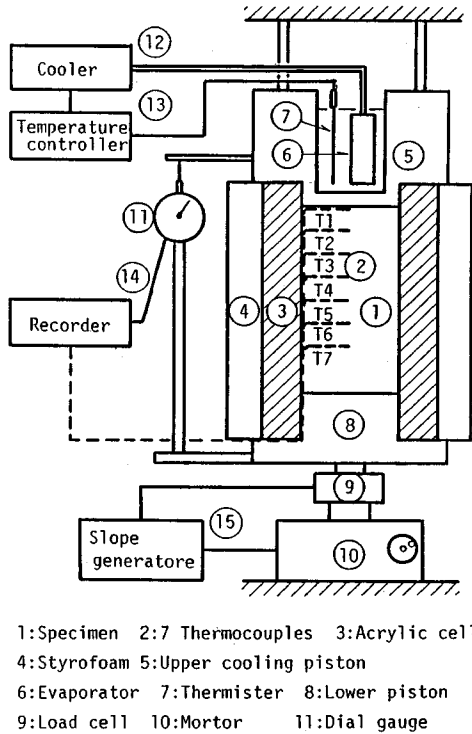 12
Cooler
13
Temperature
controller
7
6
5
11
T1
T2
T3
2
T4
14
4
3
T5
1
T6
Recorder
T7
8
9
15
Slope
generatore
10
1:Specimen 2:7 Thermocouples 3:Acrylic cell
4:Styrofoam 5:Upper cooling piston
6:Evaporator 7:Thermister 8:Lower piston
9:Load cell 10:Mortor 11:Dial gauge